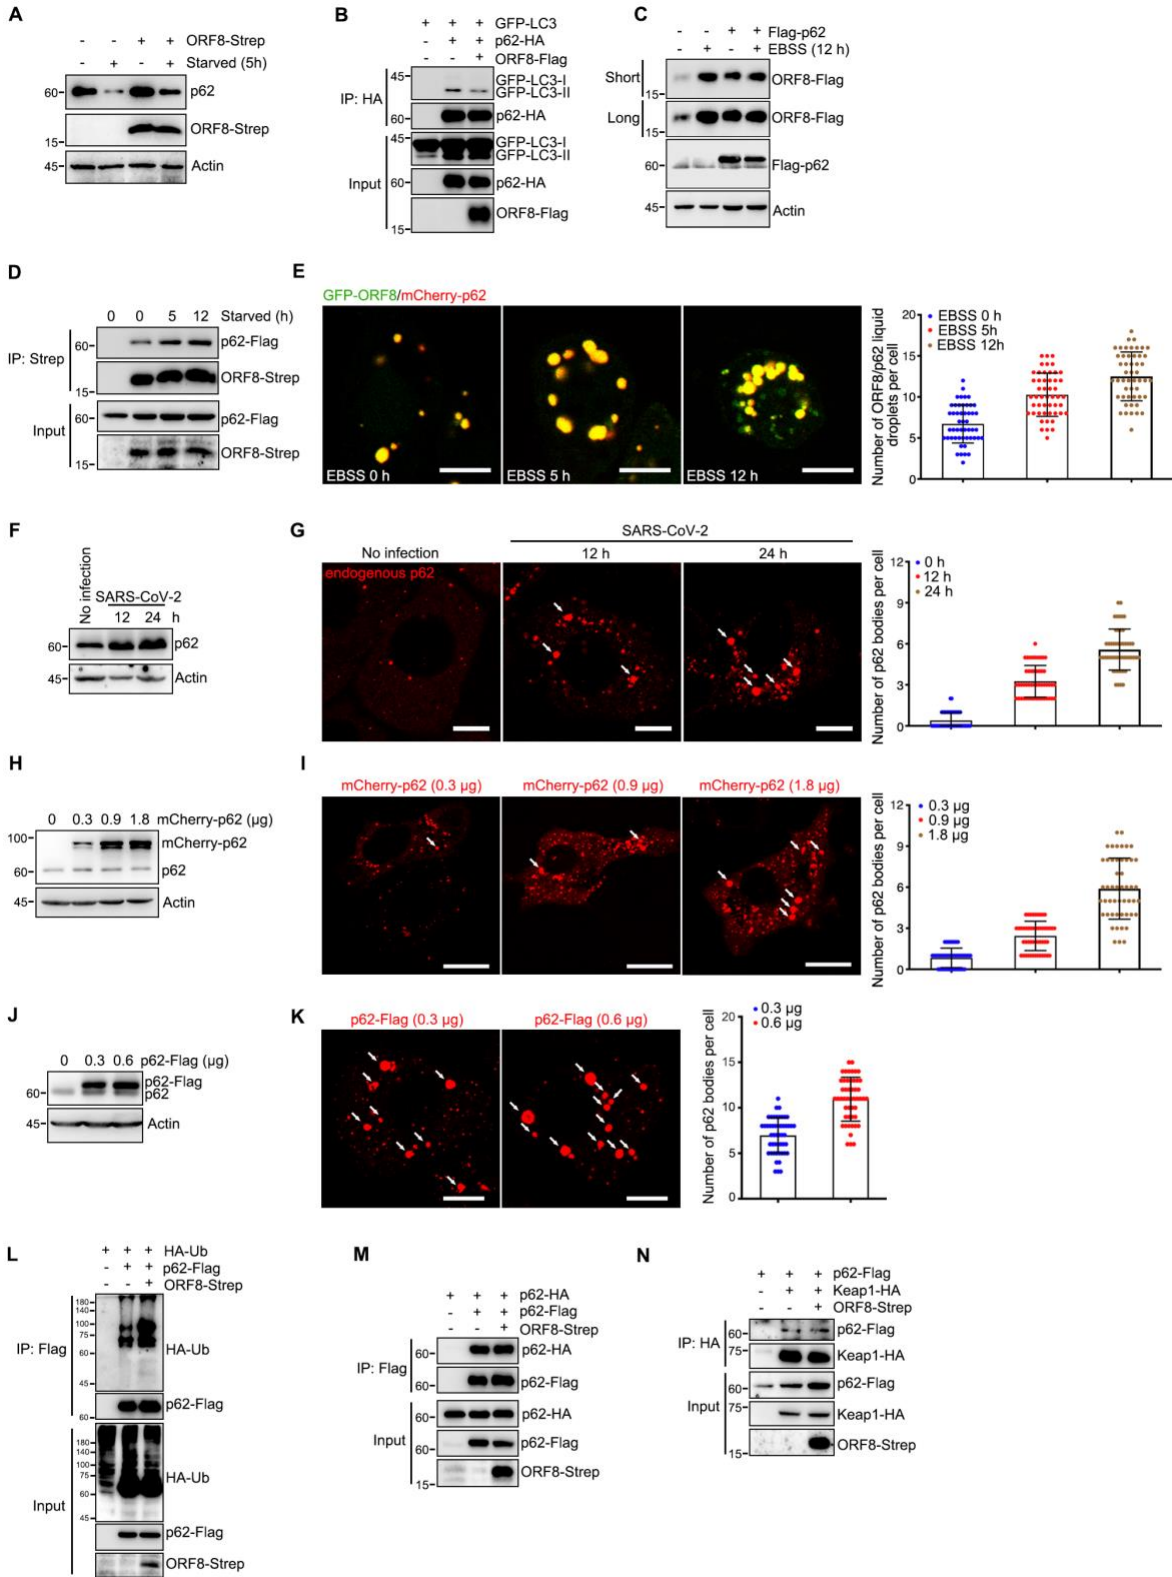 A
- - + + ORF8-Strep
- + - + Starved (5h)
60- p62
ORF8-Strep
15-
45- Actin
B
+ + + GFP-LC3
- + + p62-HA
- - + ORF8-Flag
IP: HA
45- GFP-LC3-I
GFP-LC3-II
60- p62-HA
Input
45- GFP-LC3-I
GFP-LC3-II
60- p62-HA
ORF8-Flag
15-
C
- - + + Flag-p62
- + - + EBSS (12 h)
Short ORF8-Flag
15-
Long ORF8-Flag
15-
60- Flag-p62
45- Actin
D
0 0 5 12 Starved (h)
IP: Strep
60- p62-Flag
ORF8-Strep
15-
Input
60- p62-Flag
ORF8-Strep
15-
E
GFP-ORF8/mCherry-p62
EBSS 0 h
EBSS 5 h
EBSS 12 h
Number of ORF8/p62 liquid
droplets per cell
20
15
10
5
0
EBSS 0 h
EBSS 5h
EBSS 12h
F
No infection
SARS-CoV-2
12 24 h
60- p62
45- Actin
G
SARS-CoV-2
No infection 12 h 24 h
endogenous p62
Number of p62 bodies per cell
12
9
6
3
0
0 h
12 h
24 h
H
0 0.3 0.9 1.8 mCherry-p62 (µg)
100- mCherry-p62
60- p62
45- Actin
I
mCherry-p62 (0.3 µg) mCherry-p62 (0.9 µg) mCherry-p62 (1.8 µg)
Number of p62 bodies per cell
12
9
6
3
0
0.3 µg
0.9 µg
1.8 µg
J
0 0.3 0.6 p62-Flag (µg)
p62-Flag
60- p62
45- Actin
K
p62-Flag (0.3 µg) p62-Flag (0.6 µg)
Number of p62 bodies per cell
20
15
10
5
0
0.3 µg
0.6 µg
L
+ + + HA-Ub
- + + p62-Flag
- - + ORF8-Strep
IP: Flag
180-
140-
100-
75-
60-
45-
HA-Ub
p62-Flag
60-
Input
180-
140-
100-
75-
60-
45-
HA-Ub
p62-Flag
ORF8-Strep
M
+ + + p62-HA
- + + p62-Flag
- - + ORF8-Strep
IP: Flag
60- p62-HA
60- p62-Flag
Input
p62-HA
60- p62-Flag
ORF8-Strep
15-
N
+ + + p62-Flag
- + + Keap1-HA
- - + ORF8-Strep
IP: HA
60- p62-Flag
75- Keap1-HA
Input
60- p62-Flag
75- Keap1-HA
ORF8-Strep
15-